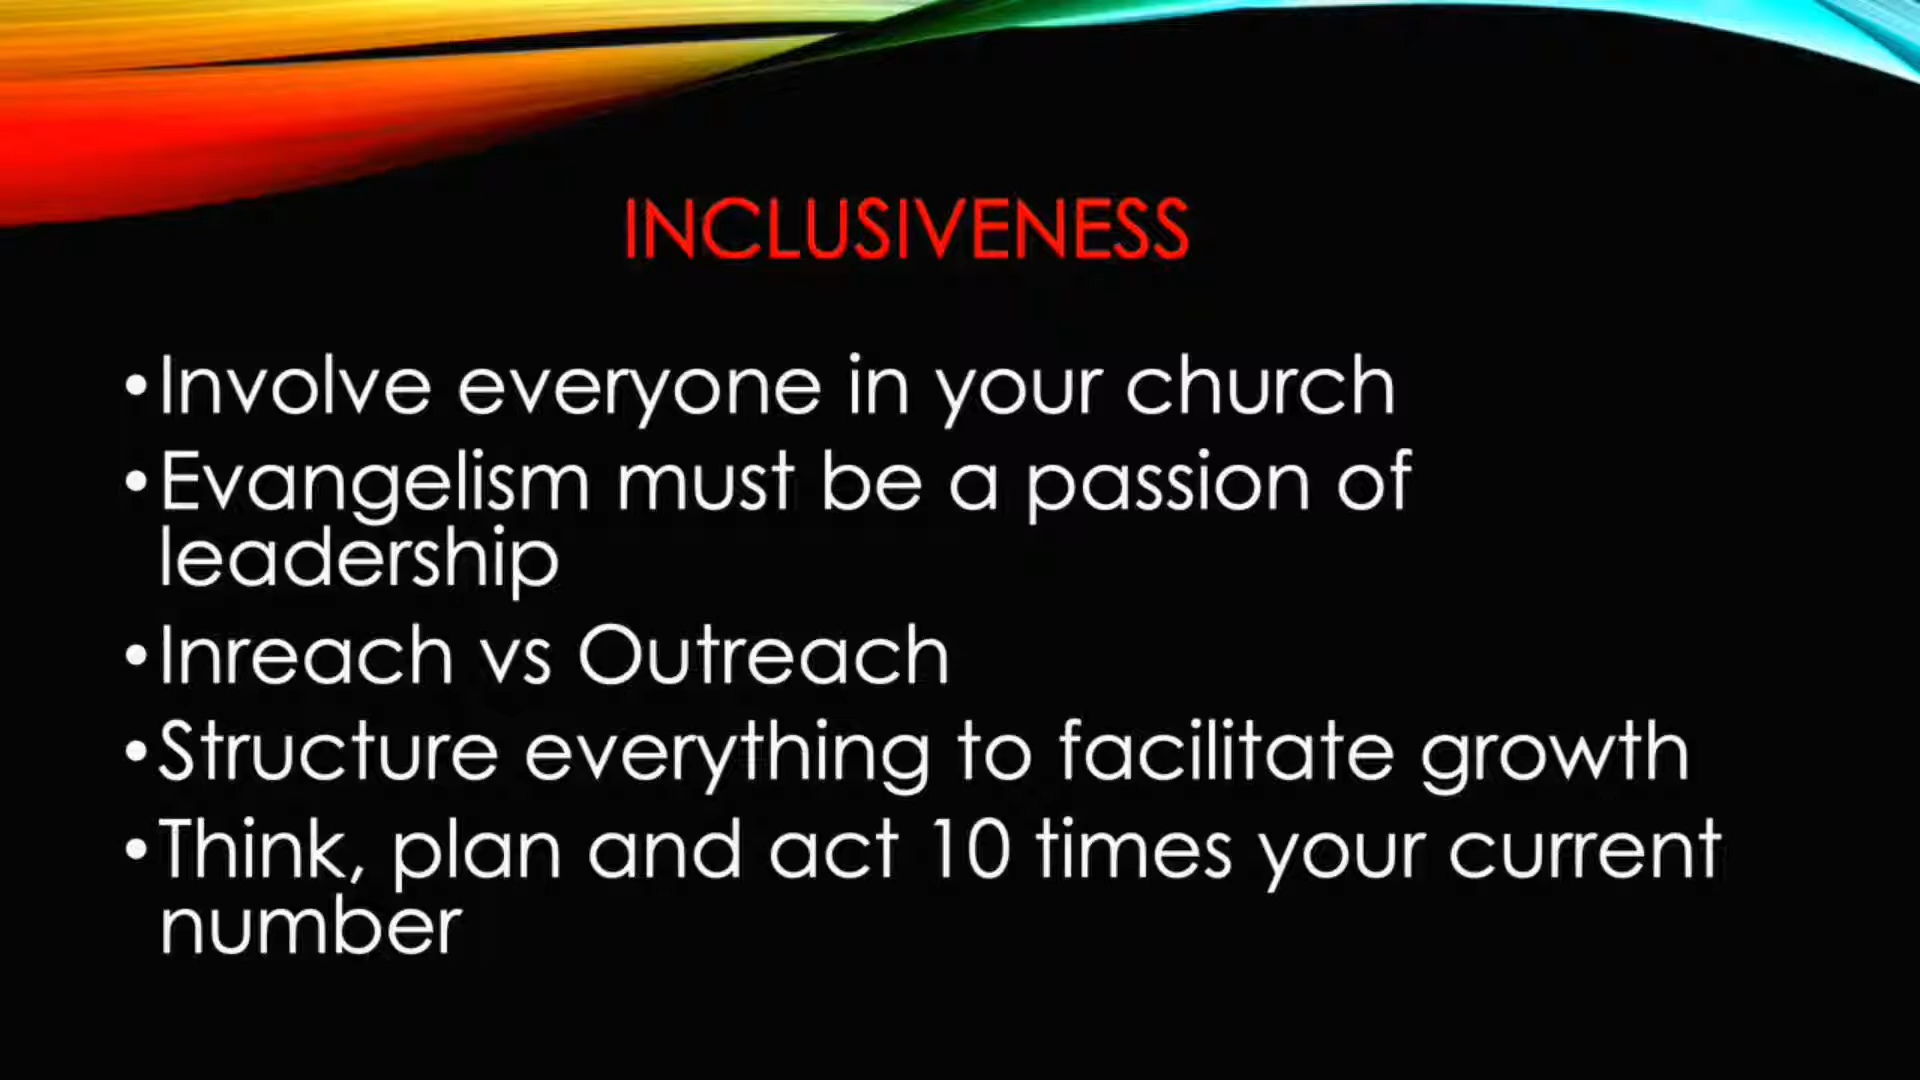 INCLUSIVENESS
•Involve everyone in your church
•Evangelism must be a passion of
leadership
•Inreach vs Outreach
•Structure everything to facilitate growth
•Think, plan and act 10 times your current
number